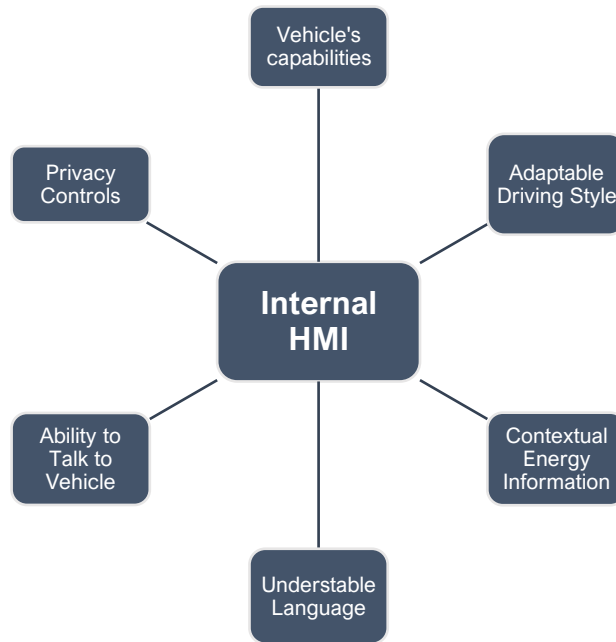 Vehicle's
capabilities
Privacy
Controls
Adaptable
Driving Style
Internal
HMI
Ability to
Talk to
Vehicle
Contextual
Energy
Information
Understable
Language